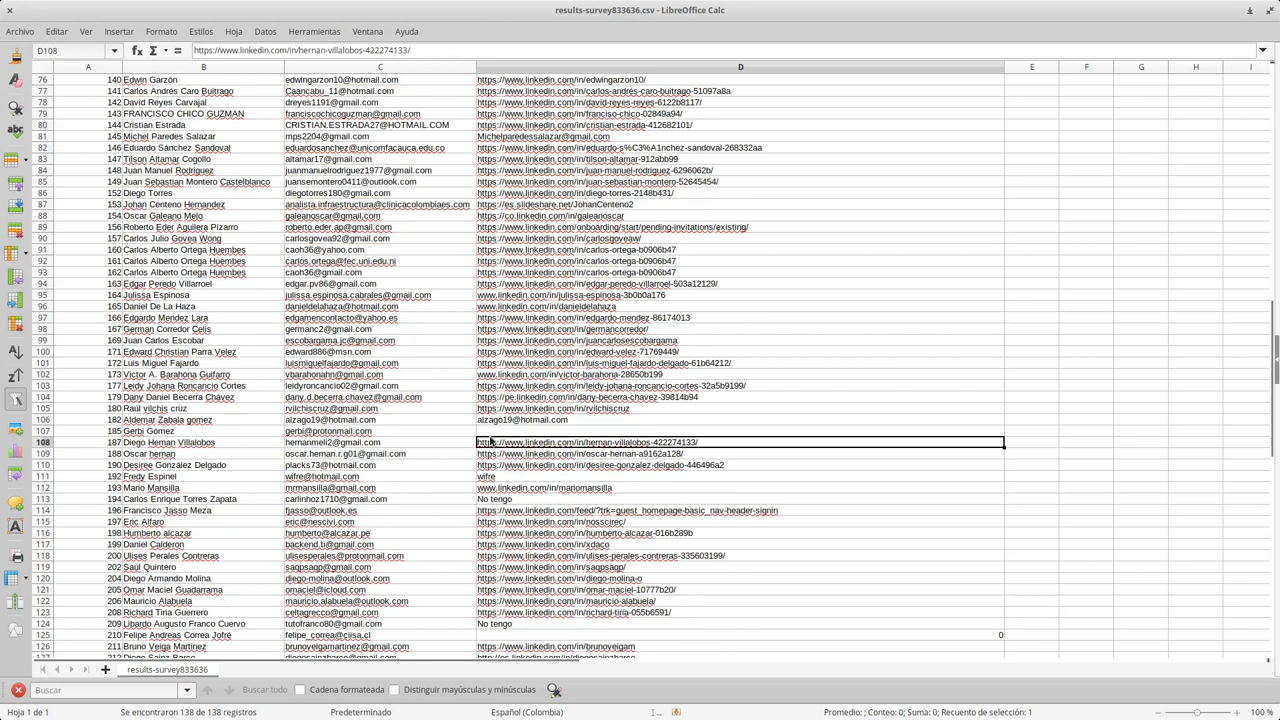 results-survey833636.csv - LibreOffice Calc
Archivo Editar Ver Insertar Formato Estilos Hoja Datos Herramientas Ventana Ayuda
D108 https://www.linkedin.com/in/hernan-villalobos-422274133/
A B C D E F G H I
76 140 Edwin Garzón edwingarzon10@hotmail.com https://www.linkedin.com/in/edwingarzon10/
77 141 Carlos Andrés Caro Buitrago Caancabu_11@hotmail.com https://www.linkedin.com/in/carlos-andrés-caro-buitrago-51097a8a
78 142 David Reyes Carvajal dreyes1191@gmail.com https://www.linkedin.com/in/david-reyes-reyes-6122b8117/
79 143 FRANCISCO CHICO GUZMAN franciscochicoguzman@gmail.com https://www.linkedin.com/in/franciso-chico-02849a94/
80 144 Cristian Estrada CRISTIAN.ESTRADA27@HOTMAIL.COM https://www.linkedin.com/in/cristian-estrada-412682101/
81 145 Michel Paredes Salazar mps2204@gmail.com Michelparedessalazar@gmail.com
82 146 Eduardo Sánchez Sandoval eduardosanchez@unicomfacauca.edu.co https://www.linkedin.com/in/eduardo-s%C3%A1nchez-sandoval-268332aa
83 147 Tilson Altamar Cogollo altamar17@gmail.com https://www.linkedin.com/in/tilson-altamar-912abb99
84 148 Juan Manuel Rodriguez juanmanuelrodriguez1977@gmail.com https://www.linkedin.com/in/juan-manuel-rodriguez-6296062b/
85 149 Juan Sebastian Montero Castelblanco juansemontero0411@outlook.com https://www.linkedin.com/in/juan-sebastian-montero-52645454/
86 152 Diego Torres diegotorres180@gmail.com https://www.linkedin.com/in/diego-torres-2148b431/
87 153 Johan Centeno Hernandez analista.infraestructura@clinicacolombiaes.com https://es.slideshare.net/JohanCenteno2
88 154 Oscar Galeano Melo galeanoscar@gmail.com https://co.linkedin.com/in/galeanoscar
89 156 Roberto Eder Aguilera Pizarro roberto.eder.ap@gmail.com https://www.linkedin.com/onboarding/start/pending-invitations/existing/
90 157 Carlos Julio Govea Wong carlosgovea92@gmail.com https://www.linkedin.com/in/carlosgoveaw/
91 160 Carlos Alberto Ortega Huembes caoh36@yahoo.com https://www.linkedin.com/in/carlos-ortega-b0906b47
92 161 Carlos Alberto Ortega Huembes carlos.ortega@fec.uni.edu.ni https://www.linkedin.com/in/carlos-ortega-b0906b47
93 162 Carlos Alberto Ortega Huembes caoh36@gmail.com https://www.linkedin.com/in/carlos-ortega-b0906b47
94 163 Edgar Peredo Villarroel edgar.pv86@gmail.com https://www.linkedin.com/in/edgar-peredo-villarroel-503a12129/
95 164 Julissa Espinosa julissa.espinosa.cabrales@gmail.com www.linkedin.com/in/julissa-espinosa-3b0b0a176
96 165 Daniel De La Haza danieldelahaza@hotmail.com www.linkedin.com/in/danieldelahaza
97 166 Edgardo Mendez Lara edgamencontacto@yahoo.es https://www.linkedin.com/in/edgardo-mendez-86174013
98 167 German Corredor Celis germanc2@gmail.com https://www.linkedin.com/in/germancorredor/
99 169 Juan Carlos Escobar escobargama.jc@gmail.com https://www.linkedin.com/in/juancarlosescobargama
100 171 Edward Christian Parra Velez edward886@msn.com https://www.linkedin.com/in/edward-velez-71769449/
101 172 Luis Miguel Fajardo luismiguelfajardo@gmail.com https://www.linkedin.com/in/luis-miguel-fajardo-delgado-61b64212/
102 173 Victor A. Barahona Guifarro vbarahonahn@gmail.com www.linkedin.com/in/victor-barahona-28650b199
103 177 Leidy Johana Roncancio Cortes leidyroncancio02@gmail.com https://www.linkedin.com/in/leidy-johana-roncancio-cortes-32a5b9199/
104 179 Dany Daniel Becerra Chávez dany.d.becerra.chavez@gmail.com https://pe.linkedin.com/in/dany-becerra-chavez-39814b94
105 180 Raúl vilchis cruz rvilchiscruz@gmail.com https://www.linkedin.com/in/rvilchiscruz
106 182 Aldemar Zabala gomez alzago19@hotmail.com alzago19@hotmail.com
107 185 Gerbi Gómez gerbi@protonmail.com
108 187 Diego Hernan Villalobos hernanmeli2@gmail.com https://www.linkedin.com/in/hernan-villalobos-422274133/
109 188 Oscar hernan oscar.hernan.r.g01@gmail.com https://www.linkedin.com/in/oscar-hernan-a9162a128/
110 190 Desiree González Delgado placks73@hotmail.com https://www.linkedin.com/in/desiree-gonzalez-delgado-446496a2
111 192 Fredy Espinel wifre@hotmail.com wifre
112 193 Mario Mansilla mrmansilla@gmail.com www.linkedin.com/in/mariomansilla
113 194 Carlos Enrique Torres Zapata carlinhoz1710@gmail.com No tengo
114 196 Francisco Jasso Meza fjasso@outlook.es https://www.linkedin.com/feed/?trk=guest_homepage-basic_nav-header-signin
115 197 Eric Alfaro eric@nescivi.com https://www.linkedin.com/in/nosscirec/
116 198 Humberto alcazar humberto@alcazar.pe https://www.linkedin.com/in/humberto-alcazar-016b289b
117 199 Daniel Calderon backend.ti@gmail.com https://www.linkedin.com/in/xdaco
118 200 Ulises Perales Contreras ulisesperales@protonmail.com https://www.linkedin.com/in/ulises-perales-contreras-335603199/
119 202 Saúl Quintero saqpsaqp@gmail.com https://www.linkedin.com/in/saqpsaqp/
120 204 Diego Armando Molina diego-molina@outlook.com https://www.linkedin.com/in/diego-molina-o
121 205 Omar Maciel Guadarrama omaciel@icloud.com https://www.linkedin.com/in/omar-maciel-10777b20/
122 206 Mauricio Alabuela mauricio.alabuela@outlook.com https://www.linkedin.com/in/mauricio-alabuela/
123 208 Richard Tiria Guerrero celtagrecco@gmail.com https://www.linkedin.com/in/richard-tiria-055b6591/
124 209 Libardo Augusto Franco Cuervo tutofranco80@gmail.com No tengo
125 210 Felipe Andreas Correa Jofré felipe_correa@ciisa.cl 0
126 211 Bruno Veiga Martinez brunoveigamartinez@gmail.com https://www.linkedin.com/in/brunoveigam
results-survey833636
Buscar Buscar todo Cadena formateada Distinguir mayúsculas y minúsculas
Hoja 1 de 1 Se encontraron 138 de 138 registros Predeterminado Español (Colombia) Promedio: ; Conteo: 0; Suma: 0; Recuento de selección: 1 100 %